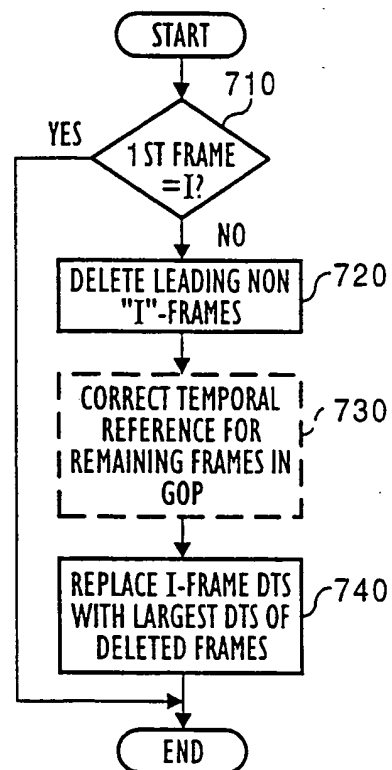 START
710
YES
1 ST FRAME
=I?
NO
DELETE LEADING NON
"I"-FRAMES
720
CORRECT TEMPORAL
REFERENCE FOR
REMAINING FRAMES IN
GOP
730
REPLACE I-FRAME DTS
WITH LARGEST DTS OF
DELETED FRAMES
740
END